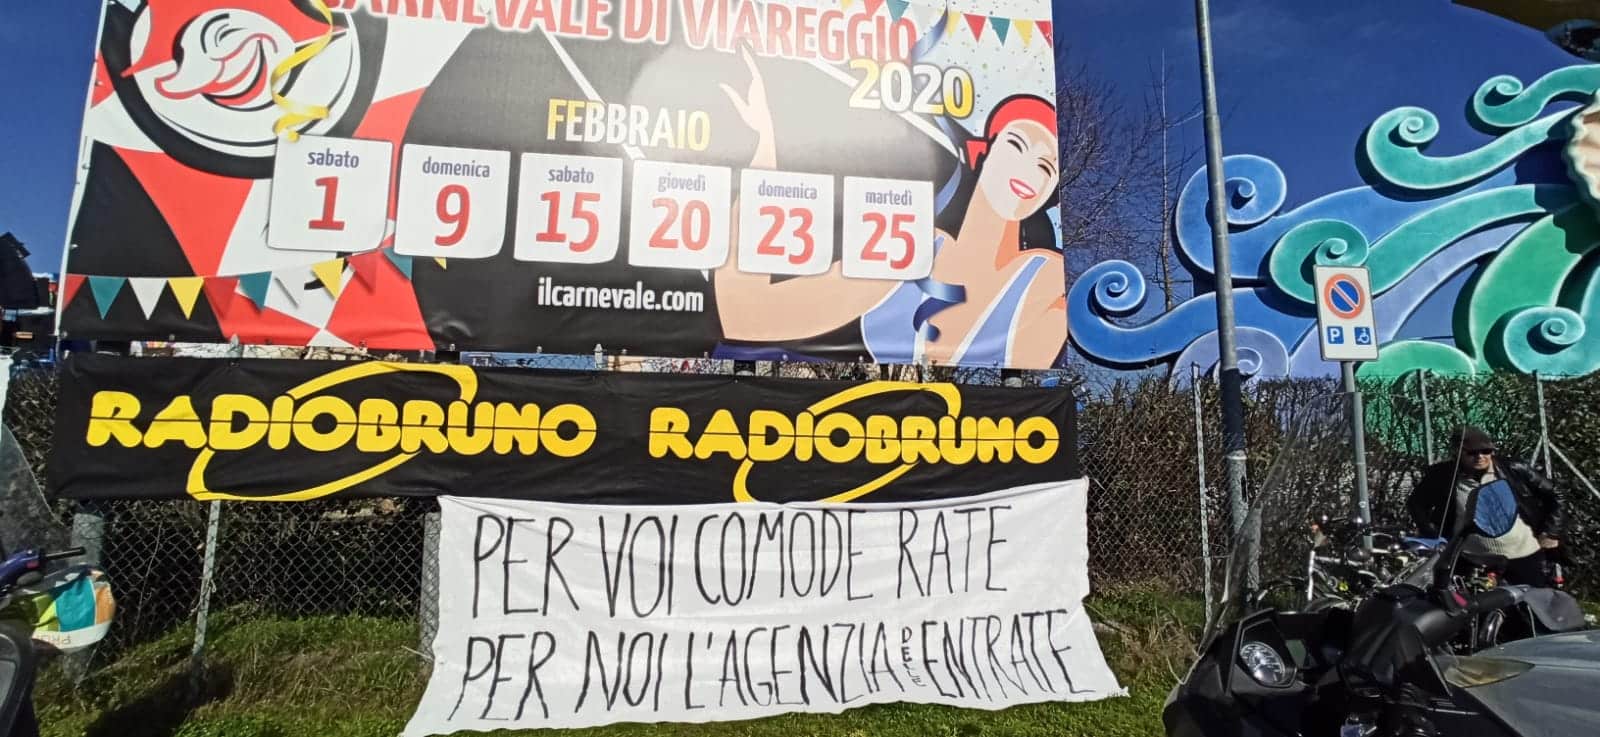 CARNEVALE DI VIAREGGIO
2020
FEBBRAIO
sabato
1
domenica
9
sabato
15
giovedì
20
domenica
23
martedì
25
ilcarnevale.com
RADIOBRUNO RADIOBRUNO
PER VOI COMODE RATE
PER NOI L'AGENZIA DELLE ENTRATE
P